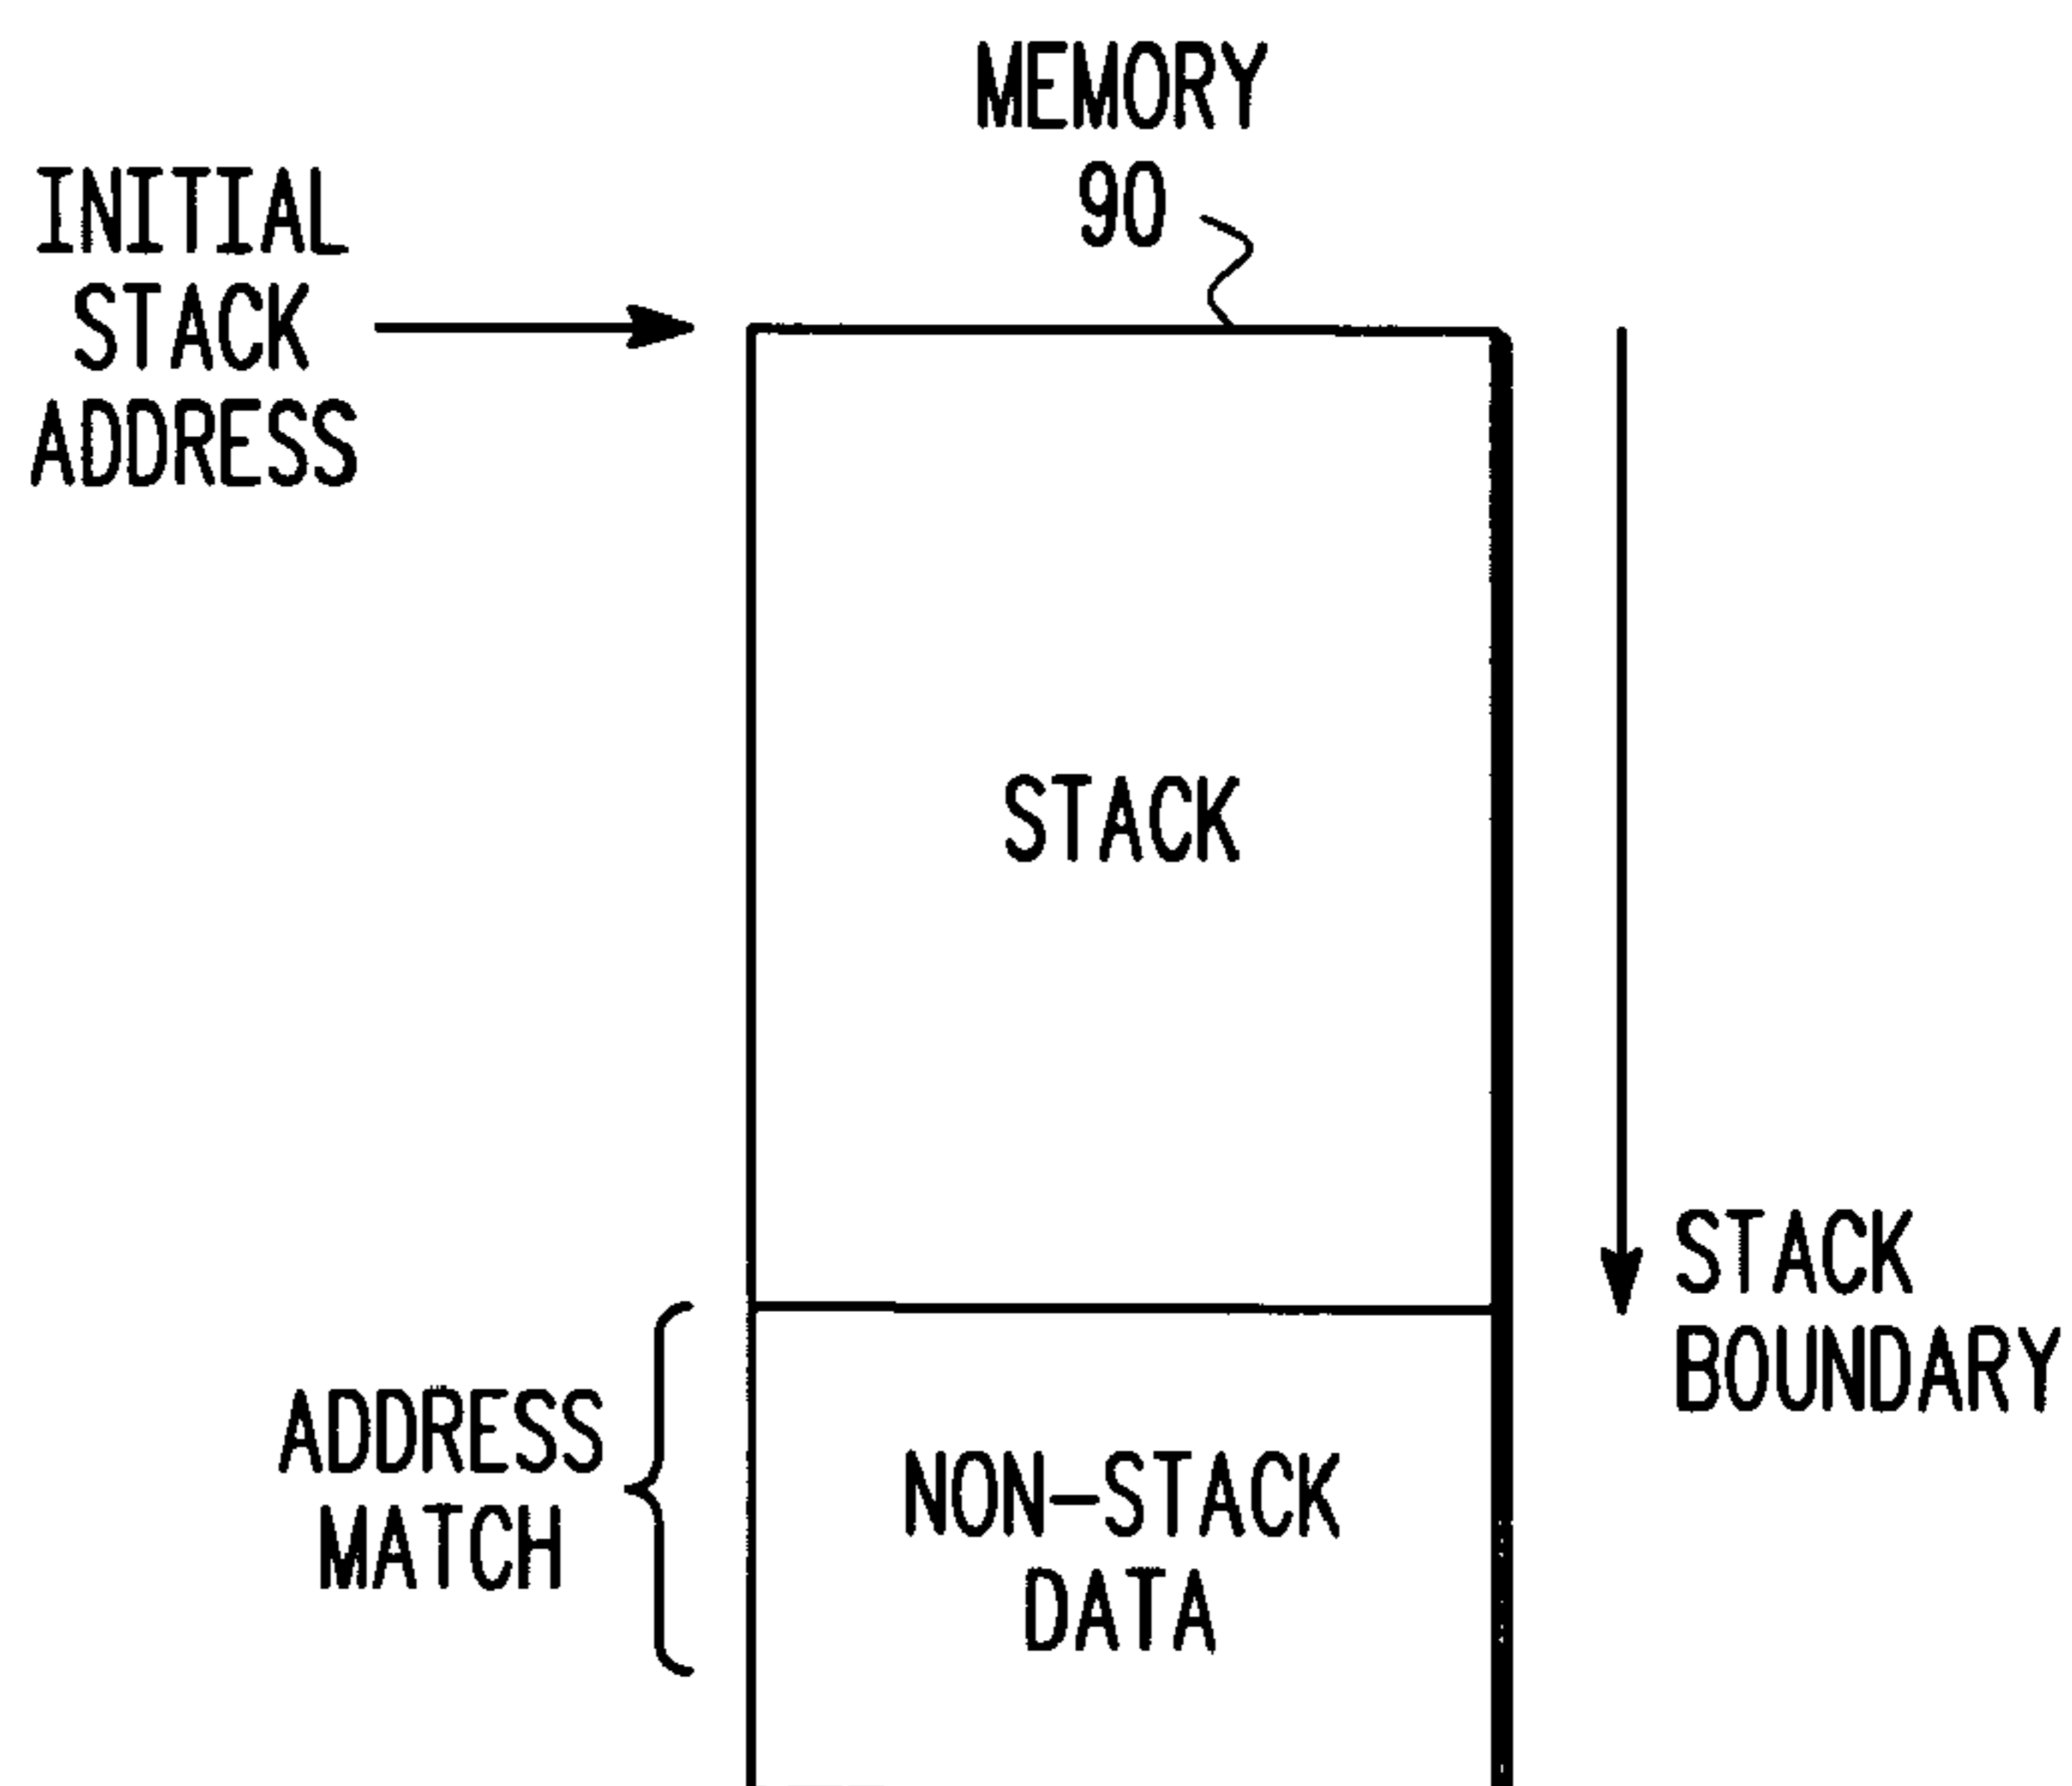 MEMORY
90
INITIAL
STACK
ADDRESS
STACK
STACK
BOUNDARY
ADDRESS
MATCH
NON-STACK
DATA